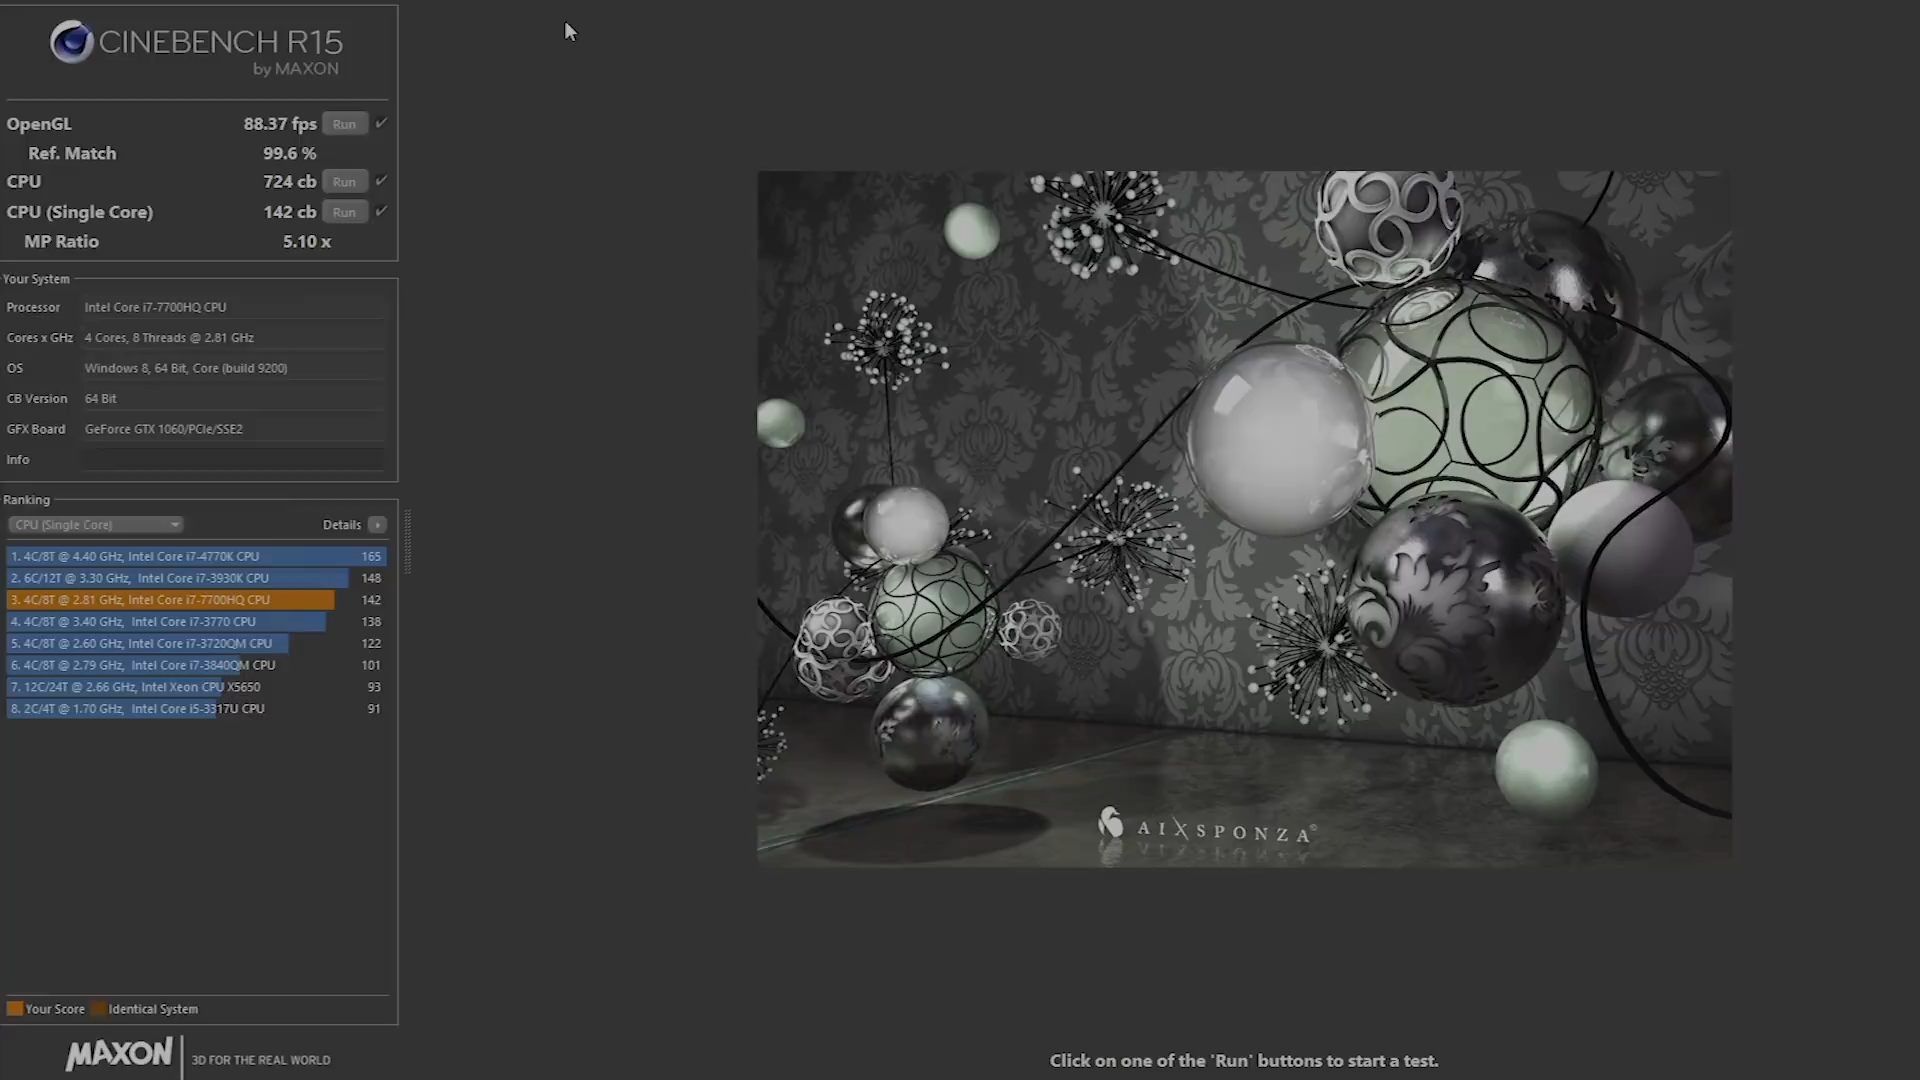 CINEBENCH R15
by MAXON
OpenGL 88.37 fps Run
Ref. Match 99.6 %
CPU 724 cb Run
CPU (Single Core) 142 cb Run
MP Ratio 5.10 x
Your System
Processor Intel Core i7-7700HQ CPU
Cores x GHz 4 Cores, 8 Threads @ 2.81 GHz
OS Windows 8, 64 Bit, Core (build 9200)
CB Version 64 Bit
GFX Board GeForce GTX 1060/PCIe/SSE2
Info
Ranking
CPU (Single Core) Details
1. 4C/8T @ 4.40 GHz, Intel Core i7-4770K CPU 165
2. 6C/12T @ 3.30 GHz, Intel Core i7-3930K CPU 148
3. 4C/8T @ 2.81 GHz, Intel Core i7-7700HQ CPU 142
4. 4C/8T @ 3.40 GHz, Intel Core i7-3770 CPU 138
5. 4C/8T @ 2.60 GHz, Intel Core i7-3720QM CPU 122
6. 4C/8T @ 2.79 GHz, Intel Core i7-3840QM CPU 101
7. 12C/24T @ 2.66 GHz, Intel Xeon CPU X5650 93
8. 2C/4T @ 1.70 GHz, Intel Core i5-3317U CPU 91
AIXSPONZA©
Your Score Identical System
MAXON 3D FOR THE REAL WORLD
Click on one of the 'Run' buttons to start a test.